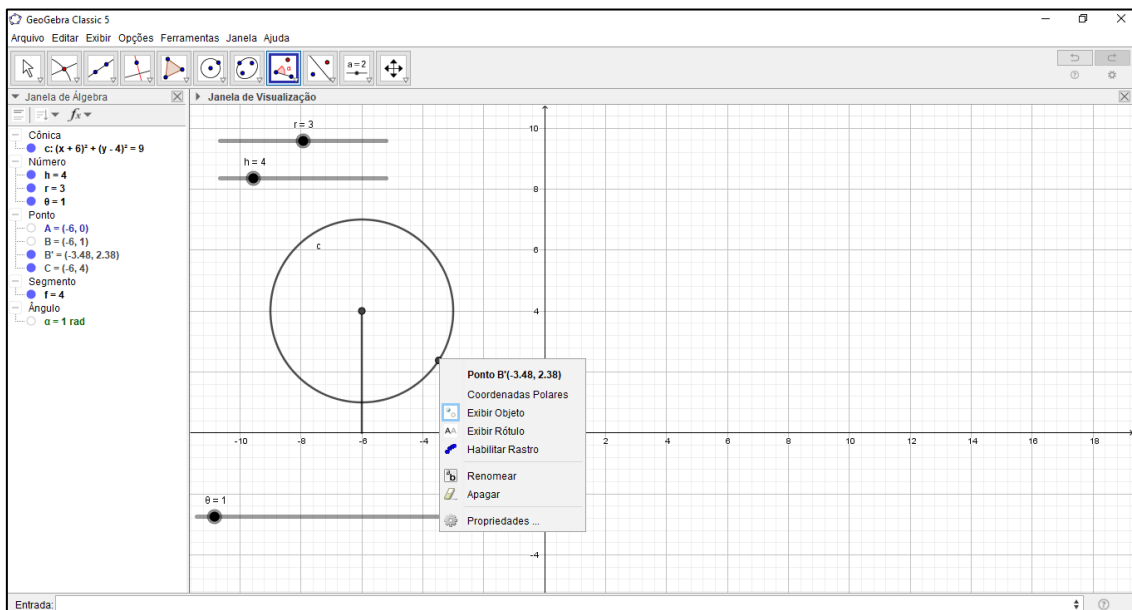 GeoGebra Classic 5
Arquivo Editar Exibir Opções Ferramentas Janela Ajuda
a = 2
Janela de Álgebra
Janela de Visualização
fx
Cônica
c: (x + 6)² + (y - 4)² = 9
Número
h = 4
r = 3
θ = 1
Ponto
A = (-6, 0)
B = (-6, 1)
B' = (-3.48, 2.38)
C = (-6, 4)
Segmento
f = 4
Ângulo
α = 1 rad
r = 3
h = 4
c
10
8
6
4
-10 -8 -6 -4 2 4 6 8 10 12 14 16 18
-4
θ = 1
Ponto B'(-3.48, 2.38)
Coordenadas Polares
Exibir Objeto
AA Exibir Rótulo
Habilitar Rastro
a b Renomear
Apagar
Propriedades ...
Entrada: